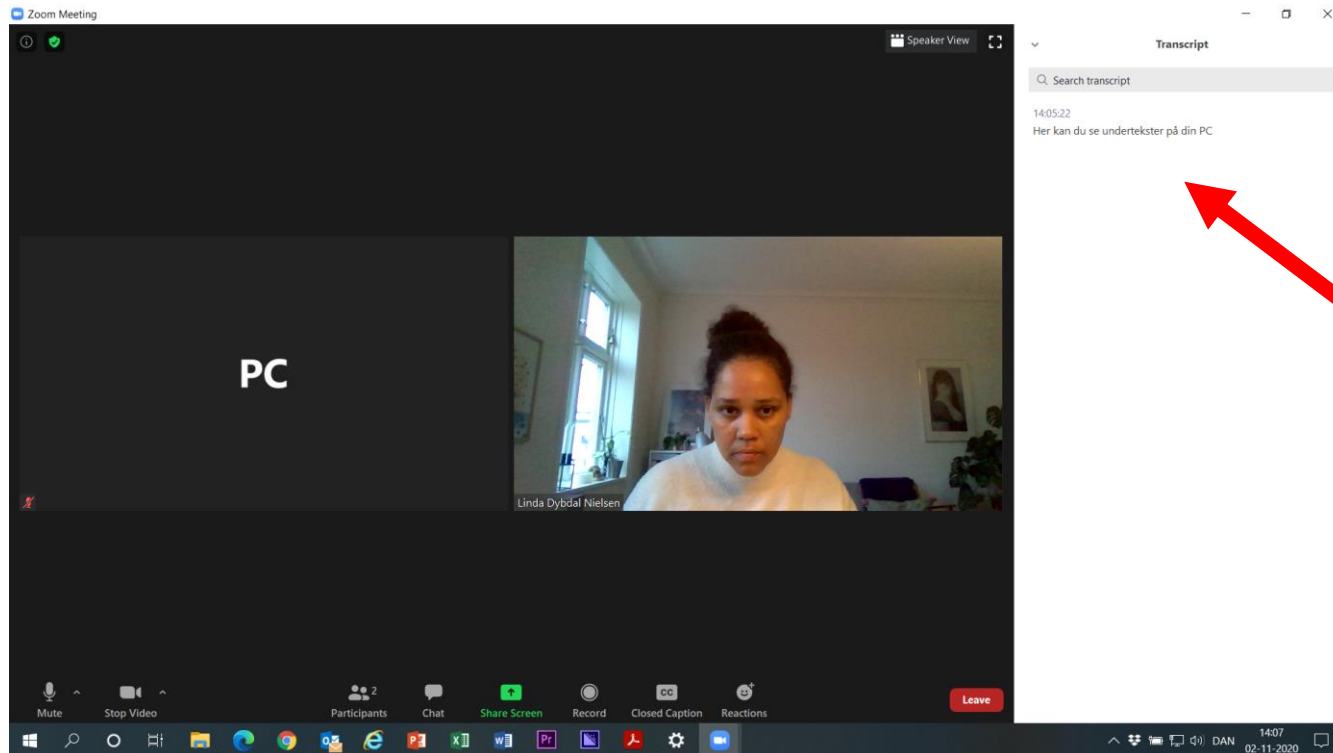 Zoom Meeting
Speaker View
Transcript
Search transcript
14:05:22
Her kan du se undertekster på din PC
PC
Linda Dybdal Nielsen
Mute
Stop Video
Participants
2
Chat
Share Screen
Record
CC
Closed Caption
Reactions
Leave
DAN
14:07
02-11-2020